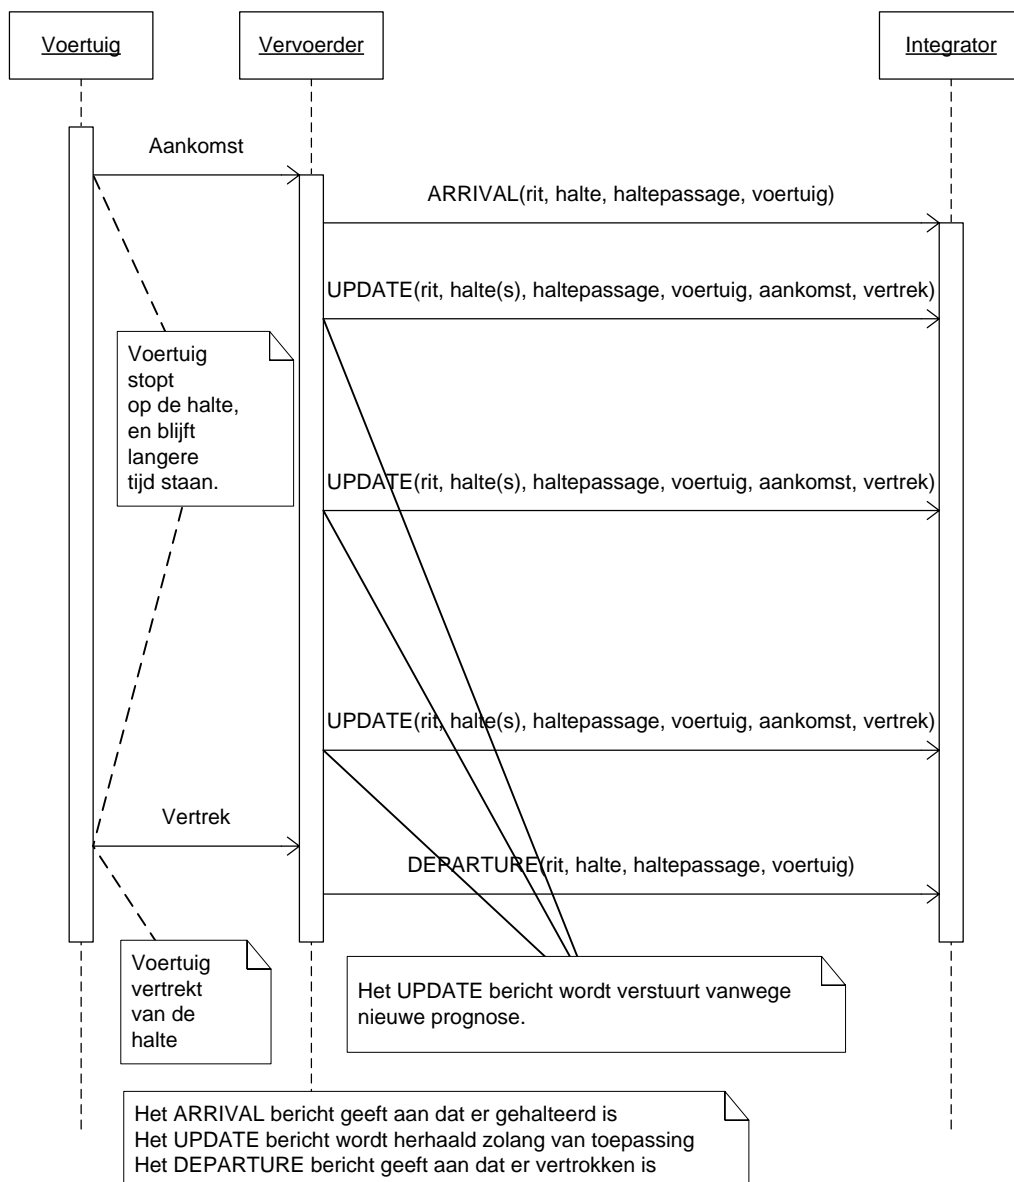 Voertuig
Vervoerder
Integrator
Aankomst
ARRIVAL(rit, halte, haltepassage, voertuig)
UPDATE(rit, halte(s), haltepassage, voertuig, aankomst, vertrek)
Voertuig
stopt
op de halte,
en blijft
langere
tijd staan.
UPDATE(rit, halte(s), haltepassage, voertuig, aankomst, vertrek)
UPDATE(rit, halte(s), haltepassage, voertuig, aankomst, vertrek)
Vertrek
DEPARTURE(rit, halte, haltepassage, voertuig)
Voertuig
vertrekt
van de
halte
Het UPDATE bericht wordt verstuurt vanwege
nieuwe prognose.
Het ARRIVAL bericht geeft aan dat er gehalteerd is
Het UPDATE bericht wordt herhaald zolang van toepassing
Het DEPARTURE bericht geeft aan dat er vertrokken is